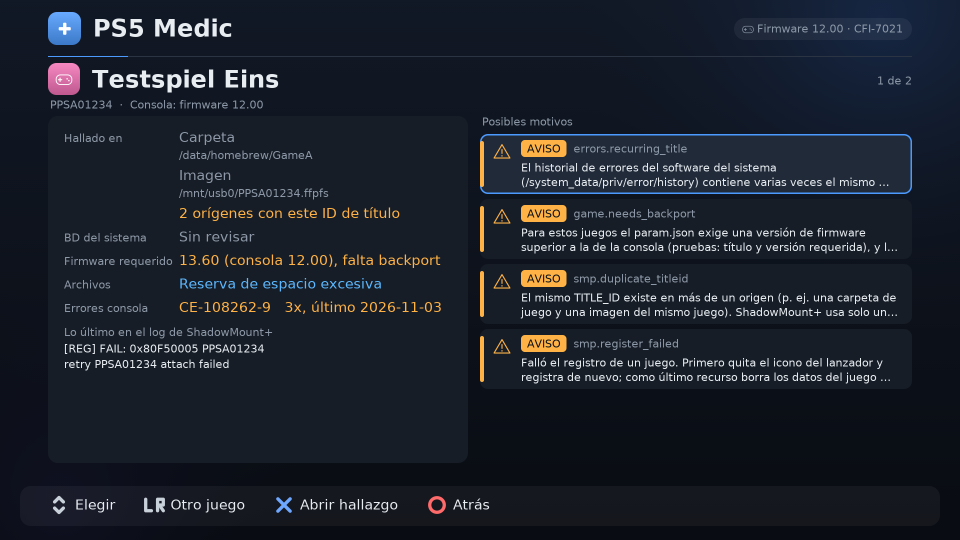 PS5 Medic
Firmware 12.00 · CFI-7021
Testspiel Eins
1 de 2
PPSA01234 · Consola: firmware 12.00
Hallado en
Carpeta
/data/homebrew/GameA
Imagen
/mnt/usb0/PPSA01234.ffpfs
2 orígenes con este ID de título
BD del sistema
Sin revisar
Firmware requerido
13.60 (consola 12.00), falta backport
Archivos
Reserva de espacio excesiva
Errores consola
CE-108262-9 3x, último 2026-11-03
Lo último en el log de ShadowMount+
[REG] FAIL: 0x80F50005 PPSA01234
retry PPSA01234 attach failed
Posibles motivos
AVISO errors.recurring_title
El historial de errores del software del sistema
(/system_data/priv/error/history) contiene varias veces el mismo ...
AVISO game.needs_backport
Para estos juegos el param.json exige una versión de firmware
superior a la de la consola (pruebas: título y versión requerida), y l...
AVISO smp.duplicate_titleid
El mismo TITLE_ID existe en más de un origen (p. ej. una carpeta de
juego y una imagen del mismo juego). ShadowMount+ usa solo un...
AVISO smp.register_failed
Falló el registro de un juego. Primero quita el icono del lanzador y
registra de nuevo; como último recurso borra los datos del juego ...
Elegir
LR Otro juego
Abrir hallazgo
Atrás